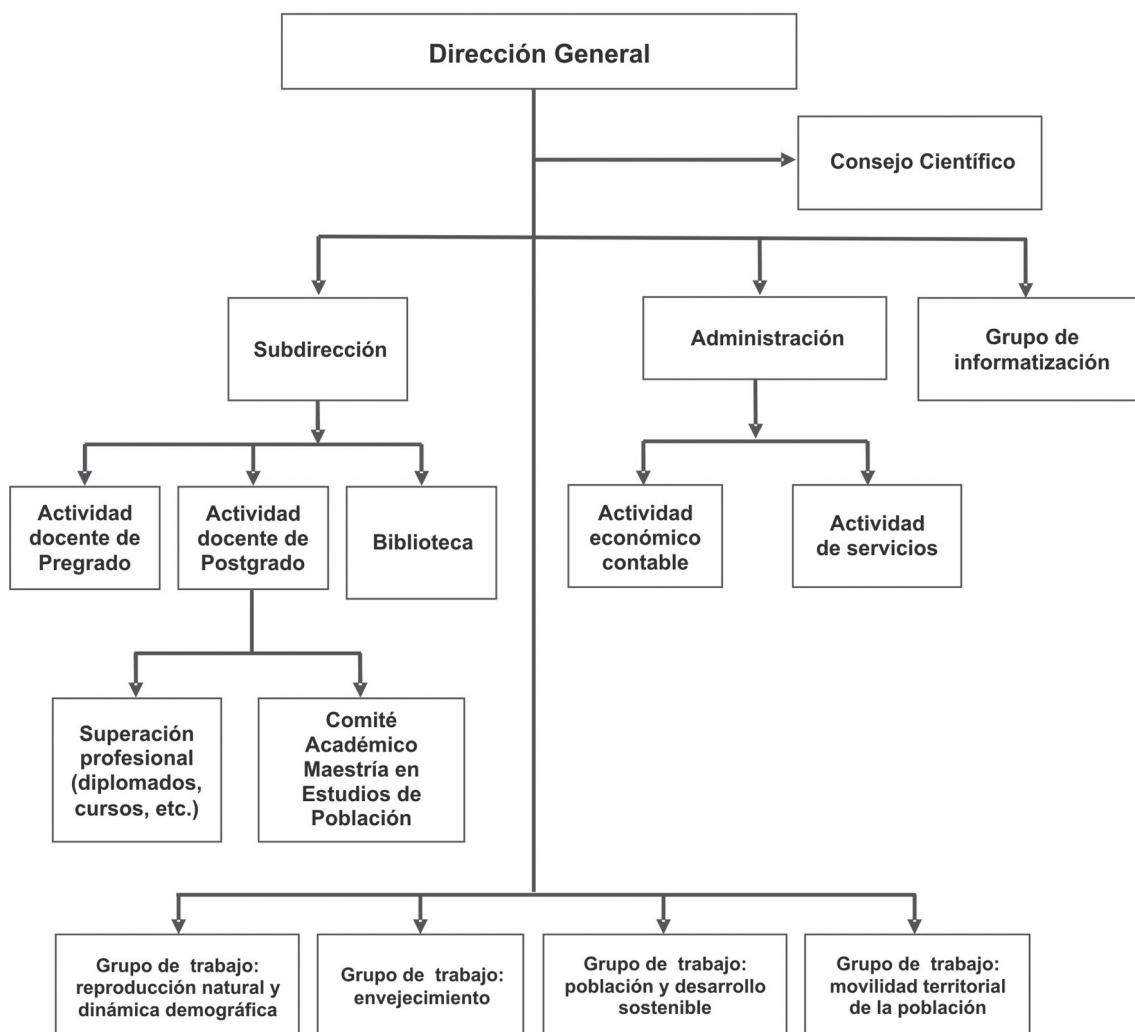 Dirección General
Consejo Científico
Subdirección
Administración
Grupo de
informatización
Actividad
docente de
Pregrado
Actividad
docente de
Postgrado
Biblioteca
Actividad
económico
contable
Actividad
de servicios
Superación
profesional
(diplomados,
cursos, etc.)
Comité
Académico
Maestría en
Estudios de
Población
Grupo de trabajo:
reproducción natural y
dinámica demográfica
Grupo de trabajo:
envejecimiento
Grupo de trabajo:
población y desarrollo
sostenible
Grupo de trabajo:
movilidad territorial
de la población